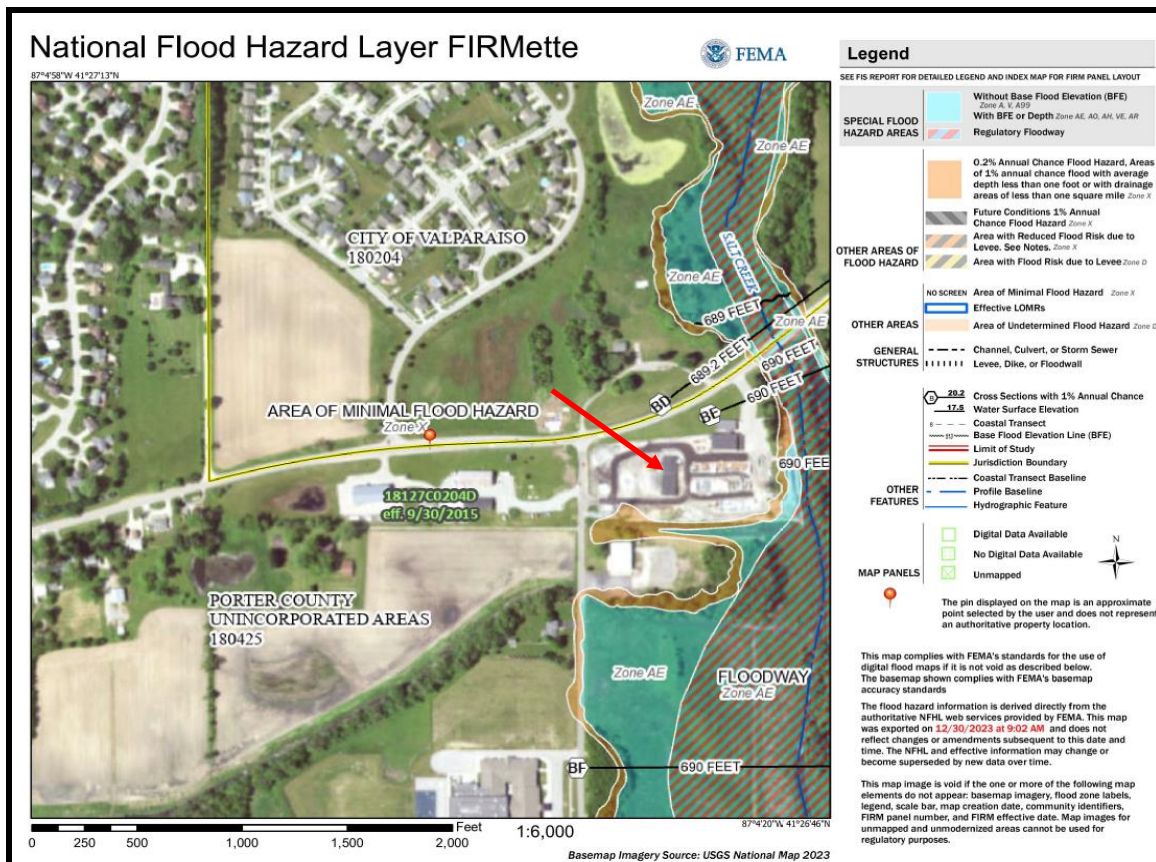 National Flood Hazard Layer FIRMette
FEMA
87°4'58"W 41°27'13"N
Zone AE
Zone AE
CITY OF VALPARAISO
180204
SALT CREEK
Zone AE
689 FEET
Zone AE
689.2 FEET
690 FEET
690 FEET
BD
BE
AREA OF MINIMAL FLOOD HAZARD
Zone X
690 FEE
18127C0204D
eff. 9/30/2015
PORTER COUNTY
UNINCORPORATED AREAS
180425
Zone AE
FLOODWAY
Zone AE
BF
690 FEET
87°4'20"W 41°26'46"N
Feet
0 250 500 1,000 1,500 2,000
1:6,000
Basemap Imagery Source: USGS National Map 2023
Legend
SEE FIS REPORT FOR DETAILED LEGEND AND INDEX MAP FOR FIRM PANEL LAYOUT
SPECIAL FLOOD
HAZARD AREAS
Without Base Flood Elevation (BFE)
Zone A, V, A99
With BFE or Depth Zone AE, AO, AH, VE, AR
Regulatory Floodway
0.2% Annual Chance Flood Hazard, Areas
of 1% annual chance flood with average
depth less than one foot or with drainage
areas of less than one square mile Zone X
Future Conditions 1% Annual
Chance Flood Hazard Zone X
Area with Reduced Flood Risk due to
Levee. See Notes. Zone X
Area with Flood Risk due to Levee Zone D
OTHER AREAS OF
FLOOD HAZARD
NO SCREEN Area of Minimal Flood Hazard Zone X
Effective LOMRs
OTHER AREAS
Area of Undetermined Flood Hazard Zone D
GENERAL
STRUCTURES
Channel, Culvert, or Storm Sewer
Levee, Dike, or Floodwall
B 20.2 Cross Sections with 1% Annual Chance
17.5 Water Surface Elevation
8 Coastal Transect
513 Base Flood Elevation Line (BFE)
Limit of Study
Jurisdiction Boundary
Coastal Transect Baseline
OTHER
FEATURES
Profile Baseline
Hydrographic Feature
Digital Data Available
No Digital Data Available
Unmapped
MAP PANELS
N
The pin displayed on the map is an approximate
point selected by the user and does not represent
an authoritative property location.
This map complies with FEMA's standards for the use of
digital flood maps if it is not void as described below.
The basemap shown complies with FEMA's basemap
accuracy standards
The flood hazard information is derived directly from the
authoritative NFHL web services provided by FEMA. This map
was exported on 12/30/2023 at 9:02 AM and does not
reflect changes or amendments subsequent to this date and
time. The NFHL and effective information may change or
become superseded by new data over time.
This map image is void if the one or more of the following map
elements do not appear: basemap imagery, flood zone labels,
legend, scale bar, map creation date, community identifiers,
FIRM panel number, and FIRM effective date. Map images for
unmapped and unmodernized areas cannot be used for
regulatory purposes.